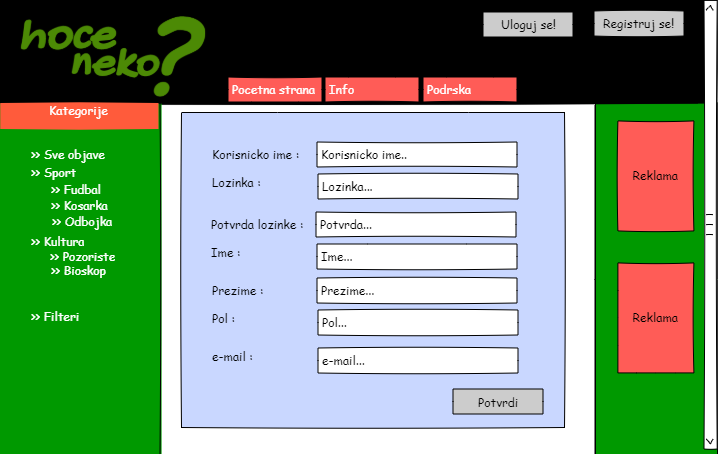 hoce
neko?
Uloguj se!
Registruj se!
Pocetna strana
Info
Podrska
Kategorije
>> Sve objave
>> Sport
>> Fudbal
>> Kosarka
>> Odbojka
>> Kultura
>> Pozoriste
>> Bioskop
>> Filteri
Korisnicko ime : Korisnicko ime..
Lozinka : Lozinka...
Potvrda lozinke : Potvrda...
Ime : Ime...
Prezime : Prezime...
Pol : Pol...
e-mail : e-mail...
Potvrdi
Reklama
Reklama